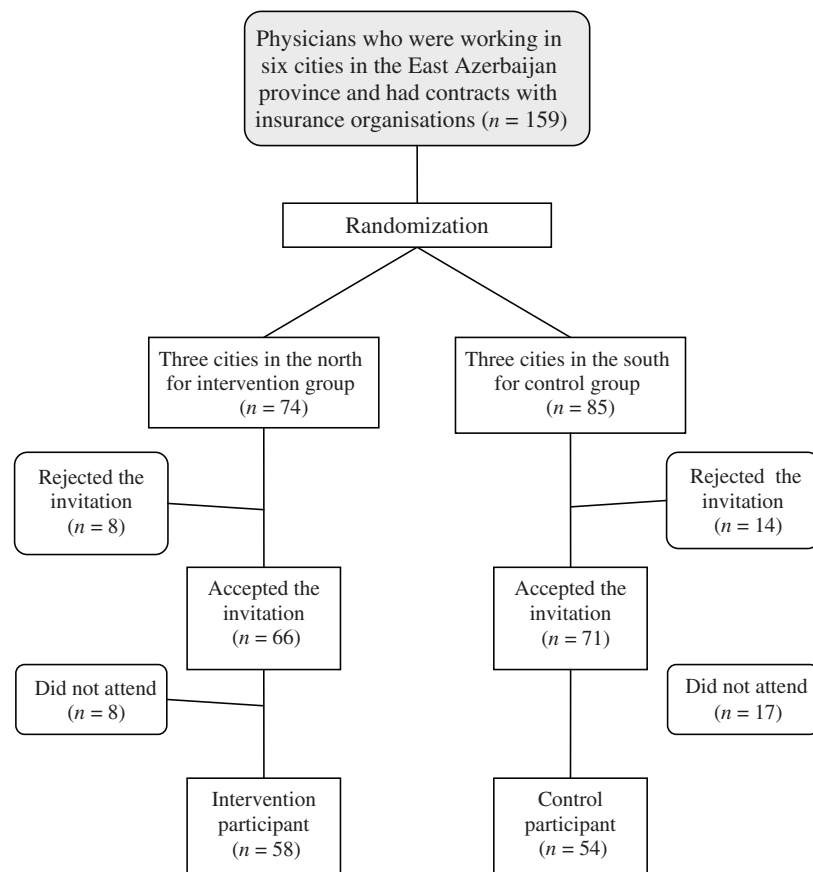 Physicians who were working in
six cities in the East Azerbaijan
province and had contracts with
insurance organisations (n = 159)
Randomization
Three cities in the north
for intervention group
(n = 74)
Three cities in the south
for control group
(n = 85)
Rejected the
invitation
(n = 8)
Rejected the
invitation
(n = 14)
Accepted the
invitation
(n = 66)
Accepted the
invitation
(n = 71)
Did not attend
(n = 8)
Did not attend
(n = 17)
Intervention
participant
(n = 58)
Control
participant
(n = 54)